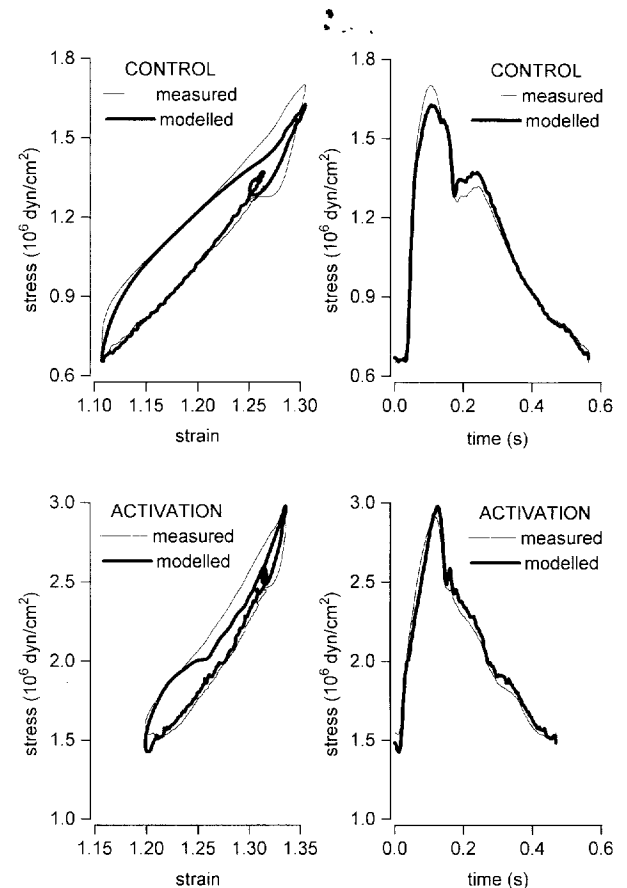 CONTROL
measured
modelled
stress (10⁶ dyn/cm²)
1.8
1.5
1.2
0.9
0.6
1.10 1.15 1.20 1.25 1.30
strain
CONTROL
measured
modelled
stress (10⁶ dyn/cm²)
1.8
1.5
1.2
0.9
0.6
0.0 0.2 0.4 0.6
time (s)
ACTIVATION
measured
modelled
stress (10⁶ dyn/cm²)
3.0
2.5
2.0
1.5
1.0
1.15 1.20 1.25 1.30 1.35
strain
ACTIVATION
measured
modelled
stress (10⁶ dyn/cm²)
3.0
2.5
2.0
1.5
1.0
0.0 0.2 0.4 0.6
time (s)